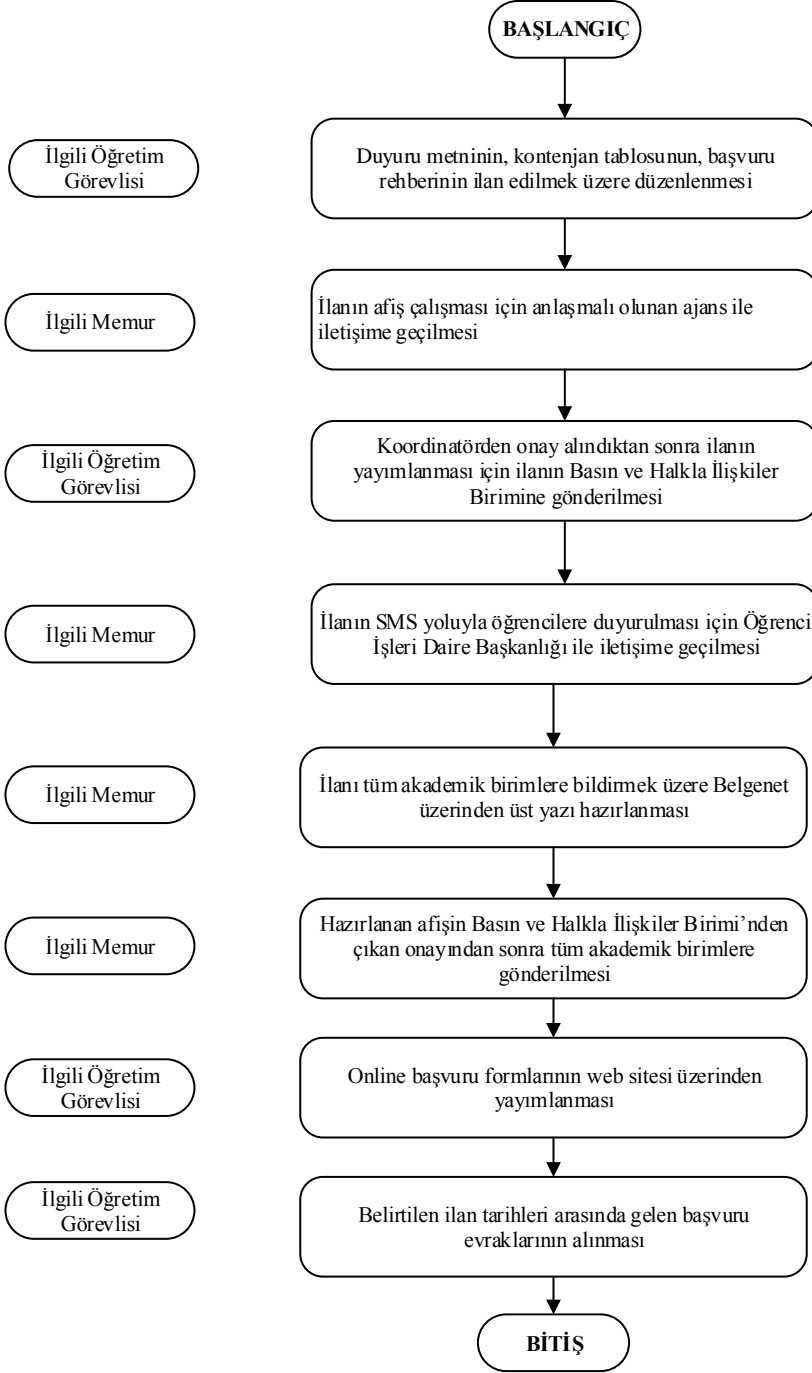 BAŞLANGIÇ
İlgili Öğretim
Görevlisi
Duyuru metninin, kontenjan tablosunun, başvuru
rehberinin ilan edilmek üzere düzenlenmesi
İlgili Memur
İlanın afiş çalışması için anlaşmalı olunan ajans ile
iletişime geçilmesi
İlgili Öğretim
Görevlisi
Koordinatörden onay alındıktan sonra ilanın
yayımlanması için ilanın Basın ve Halkla İlişkiler
Birimine gönderilmesi
İlgili Memur
İlanın SMS yoluyla öğrencilere duyurulması için Öğrenci
İşleri Daire Başkanlığı ile iletişime geçilmesi
İlgili Memur
İlanı tüm akademik birimlere bildirmek üzere Belgenet
üzerinden üst yazı hazırlanması
İlgili Memur
Hazırlanan afişin Basın ve Halkla İlişkiler Birimi’nden
çıkan onayından sonra tüm akademik birimlere
gönderilmesi
İlgili Öğretim
Görevlisi
Online başvuru formlarının web sitesi üzerinden
yayımlanması
İlgili Öğretim
Görevlisi
Belirtilen ilan tarihleri arasında gelen başvuru
evraklarının alınması
BİTİŞ